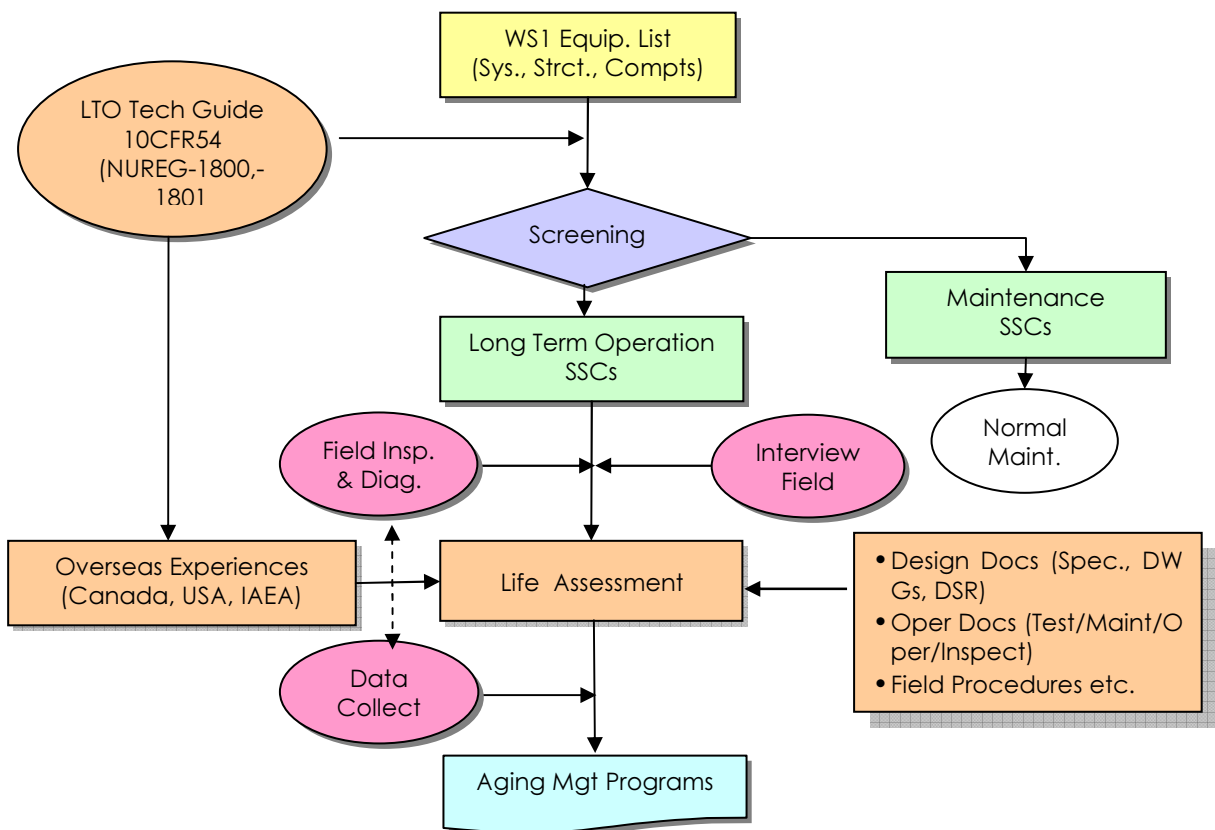 WS1 Equip. List
(Sys., Strct., Compts)
LTO Tech Guide
10CFR54
(NUREG-1800,-
1801
Screening
Maintenance
SSCs
Long Term Operation
SSCs
Normal
Maint.
Field Insp.
& Diag.
Interview
Field
Overseas Experiences
(Canada, USA, IAEA)
Life Assessment
• Design Docs (Spec., DW
Gs, DSR)
• Oper Docs (Test/Maint/O
per/Inspect)
• Field Procedures etc.
Data
Collect
Aging Mgt Programs